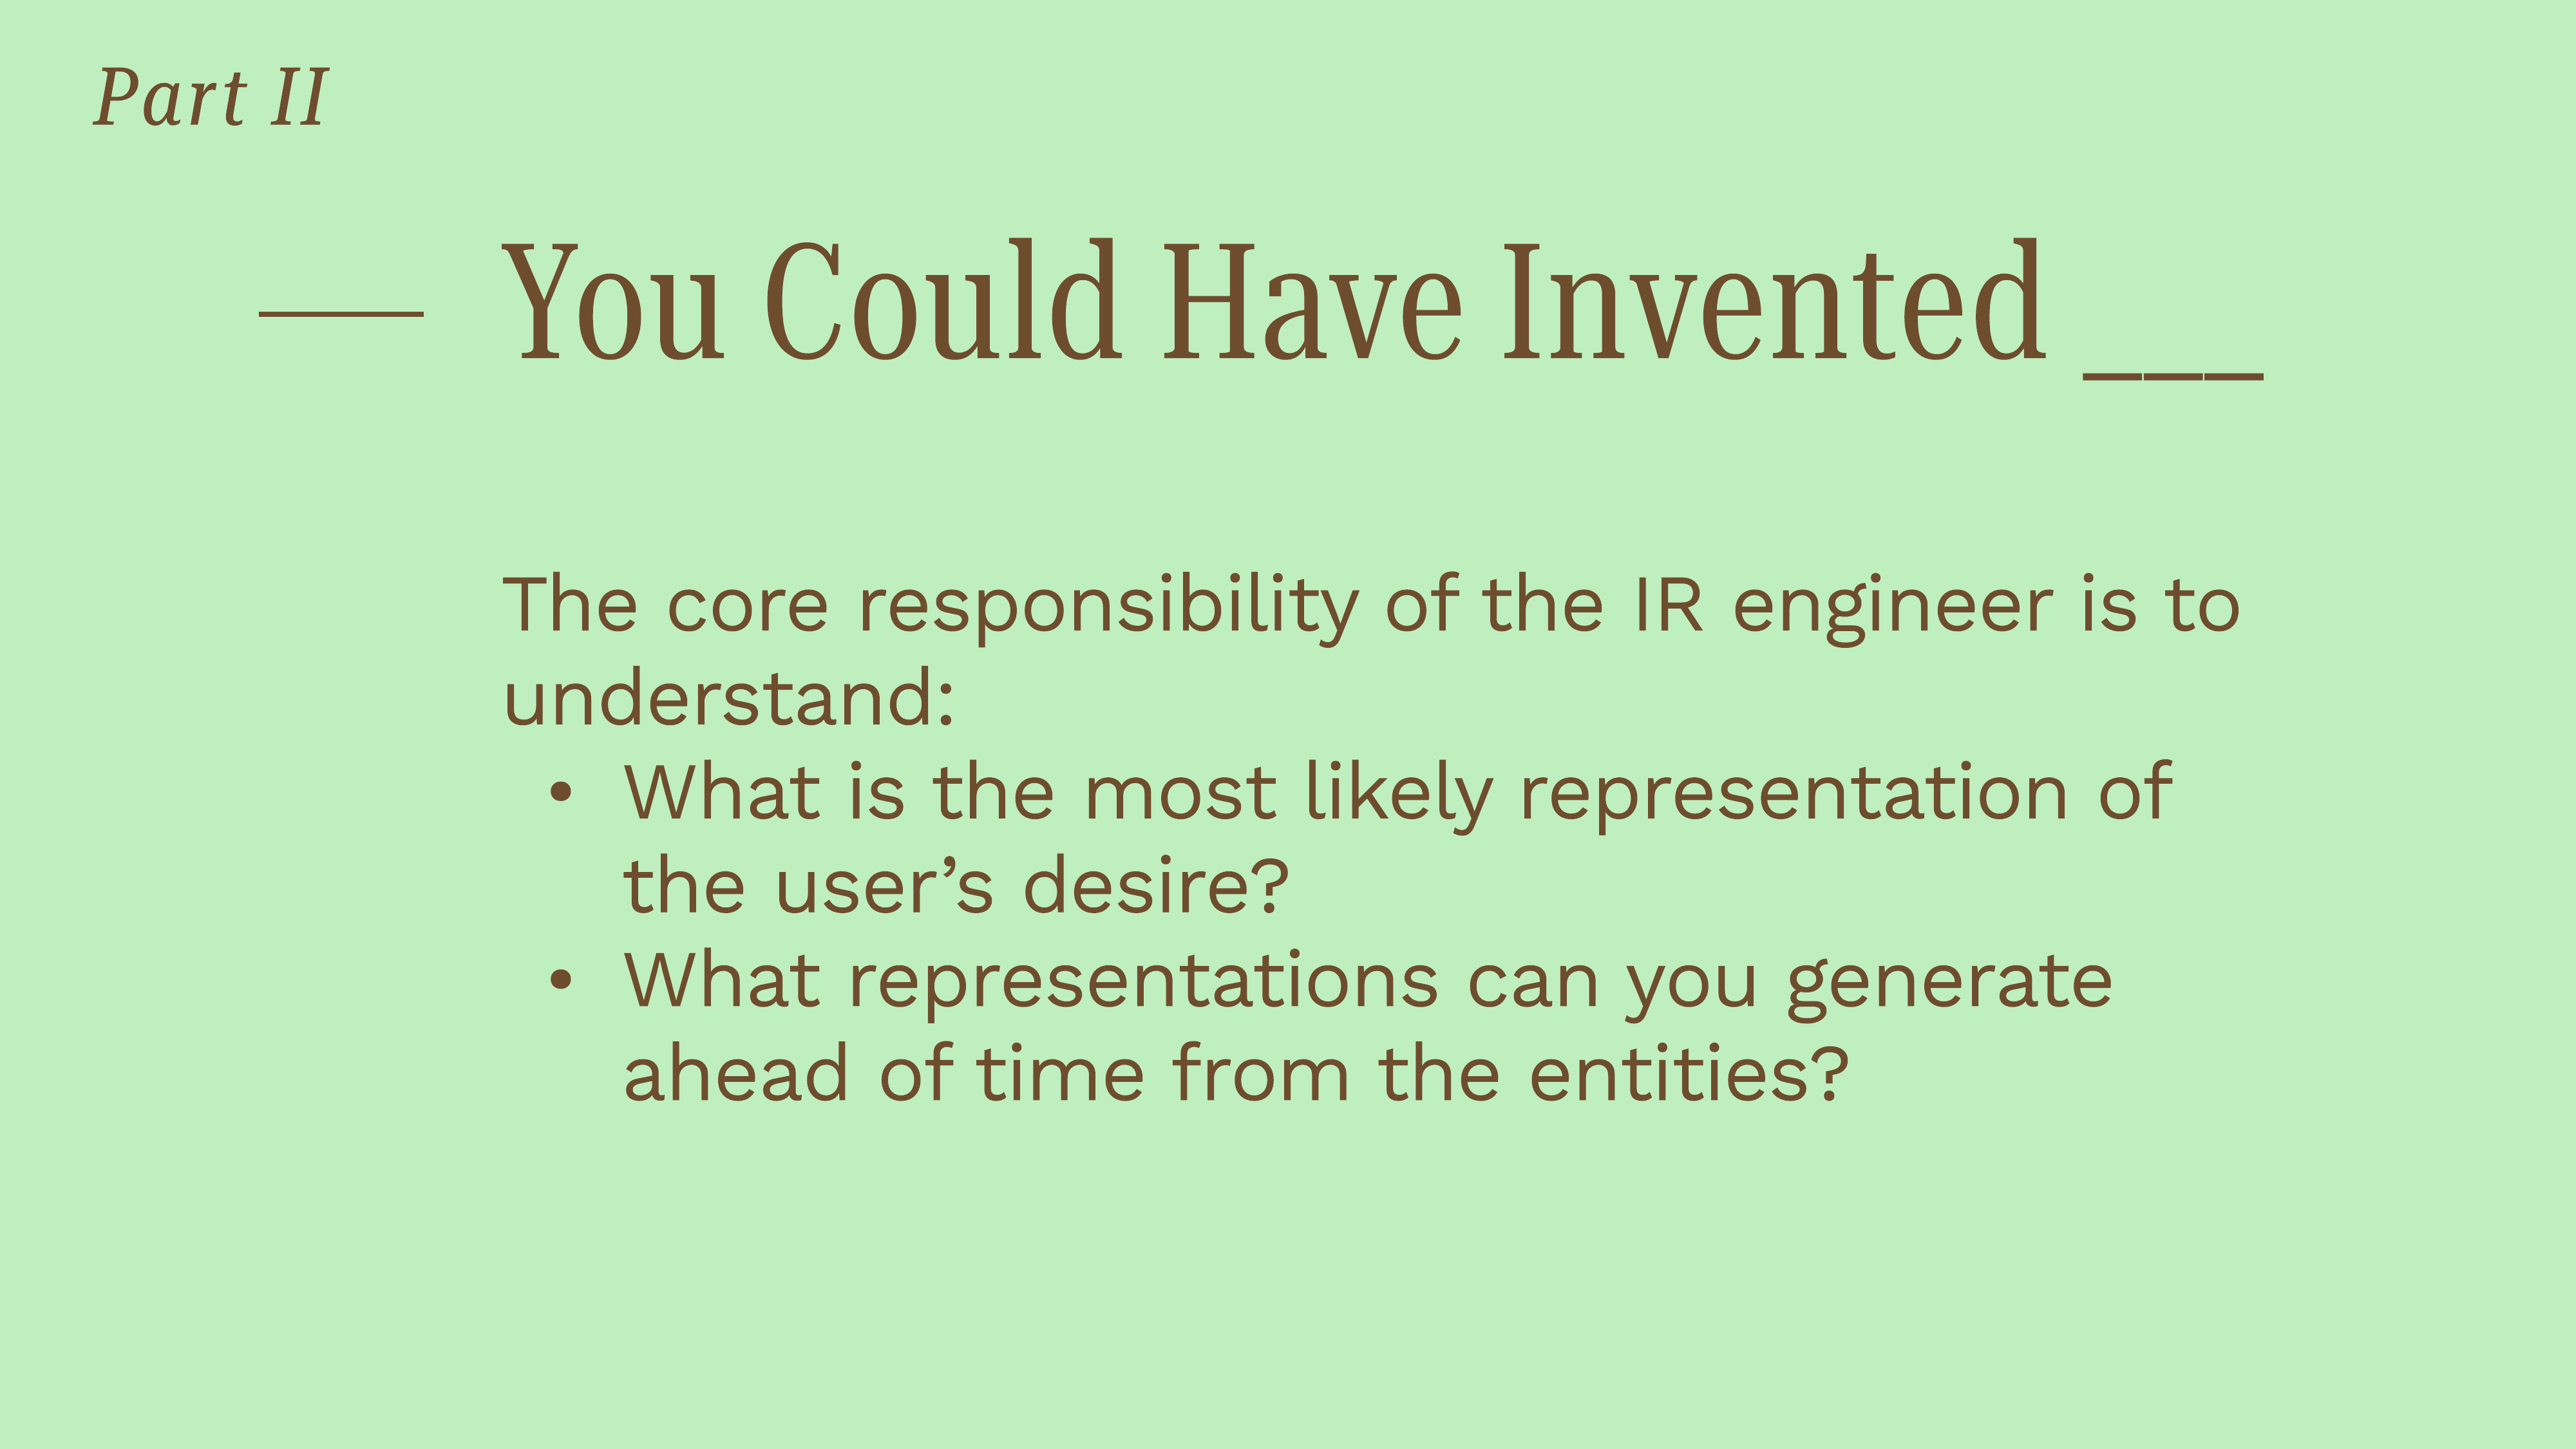 Part II
You Could Have Invented ___
The core responsibility of the IR engineer is to
understand:
• What is the most likely representation of
the user’s desire?
• What representations can you generate
ahead of time from the entities?